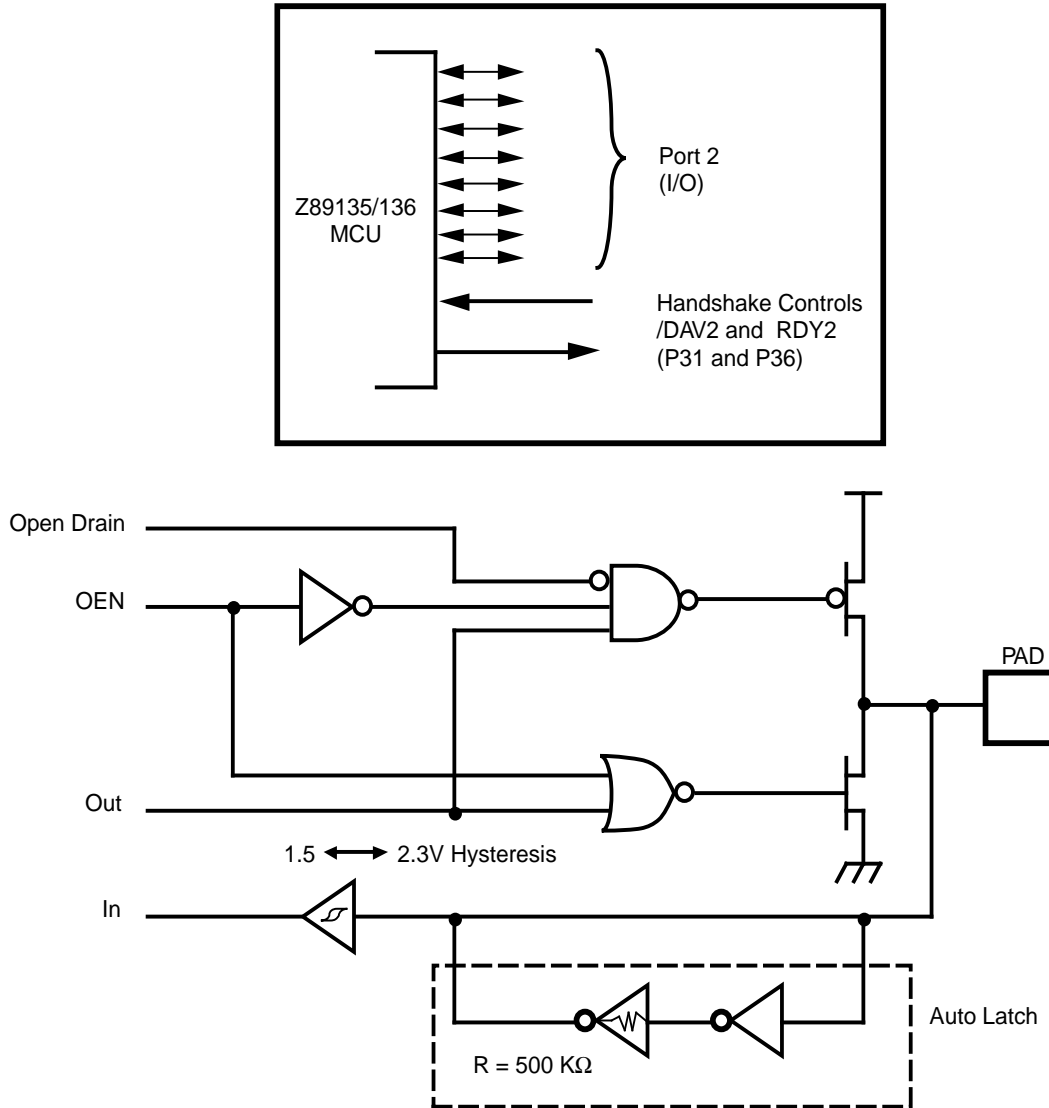 Z89135/136
MCU
Port 2
(I/O)
Handshake Controls
/DAV2 and RDY2
(P31 and P36)
Open Drain
OEN
PAD
Out
1.5 2.3V Hysteresis
In
Auto Latch
R = 500 KΩ